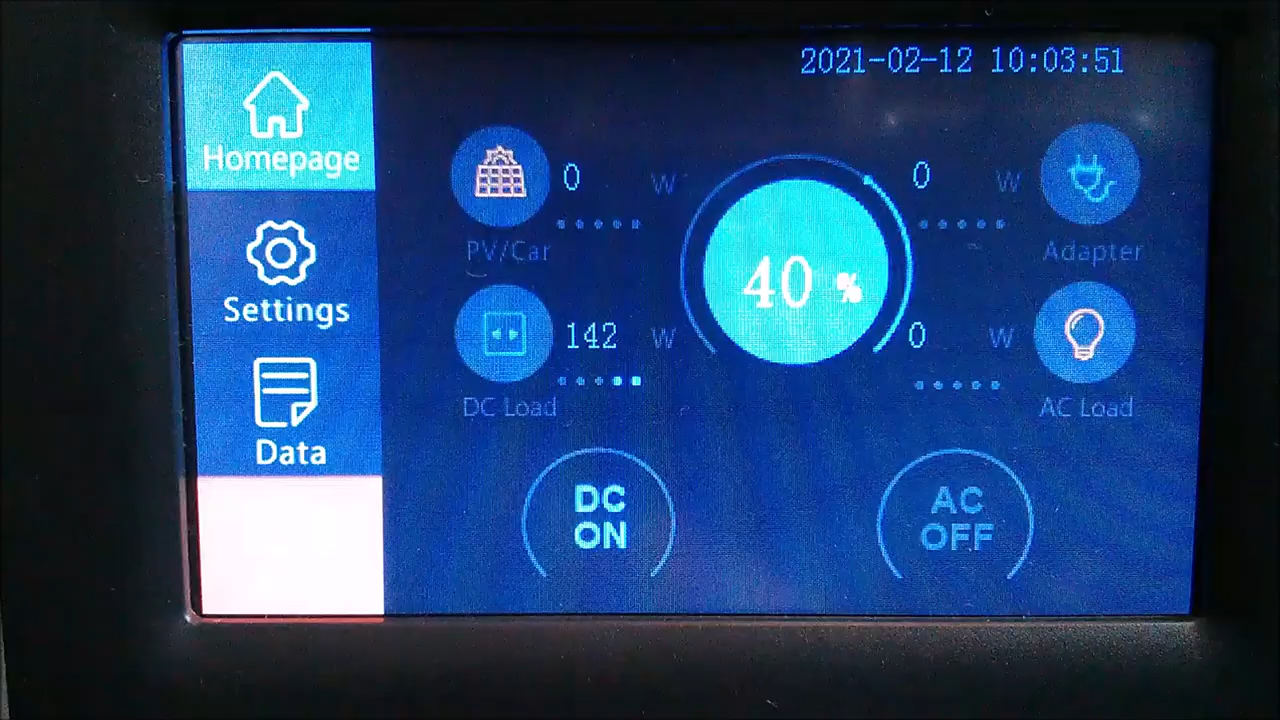 2021-02-12 10:03:51
Homepage
0 W
0 W
PV/Car
Adapter
Settings
40 %
142 W
0 W
DC Load
AC Load
Data
DC
ON
AC
OFF